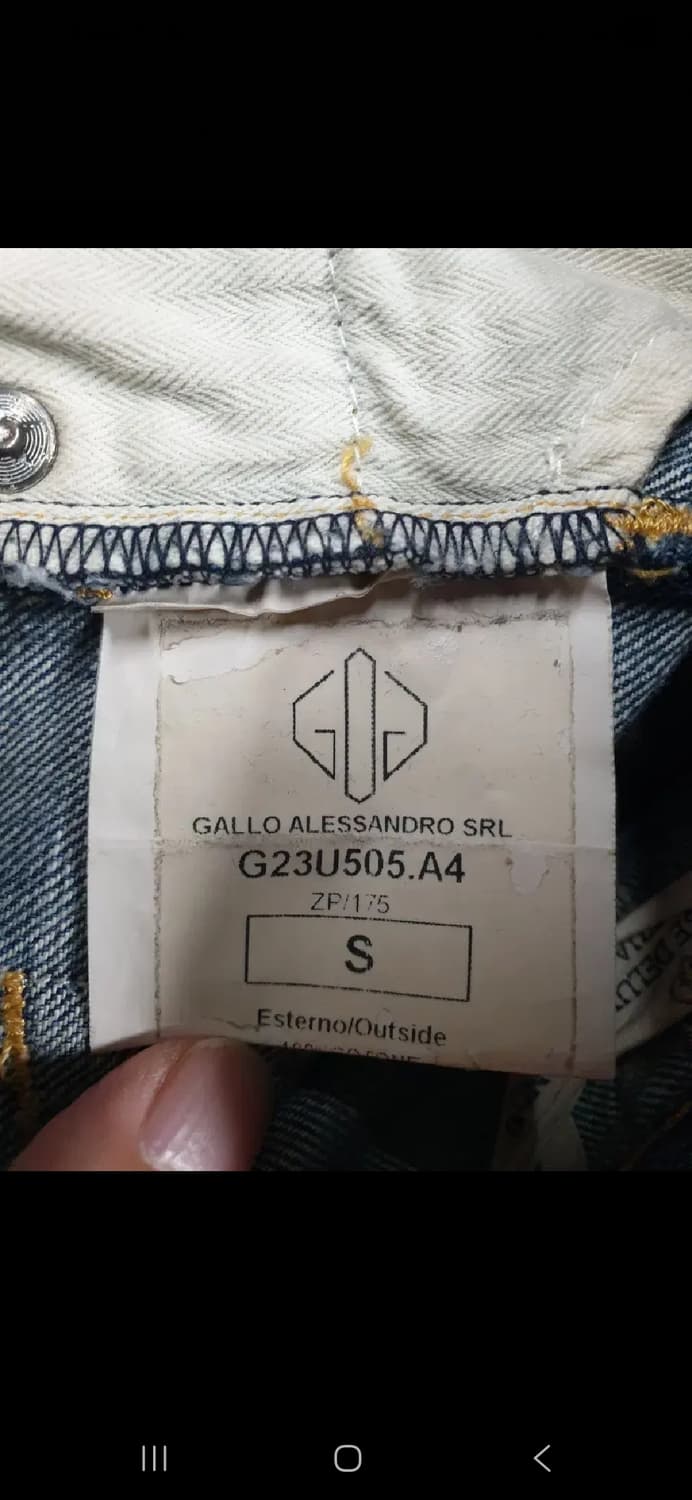 GALLO ALESSANDRO SRL
G23U505.A4
ZP/175
S
Esterno/Outside